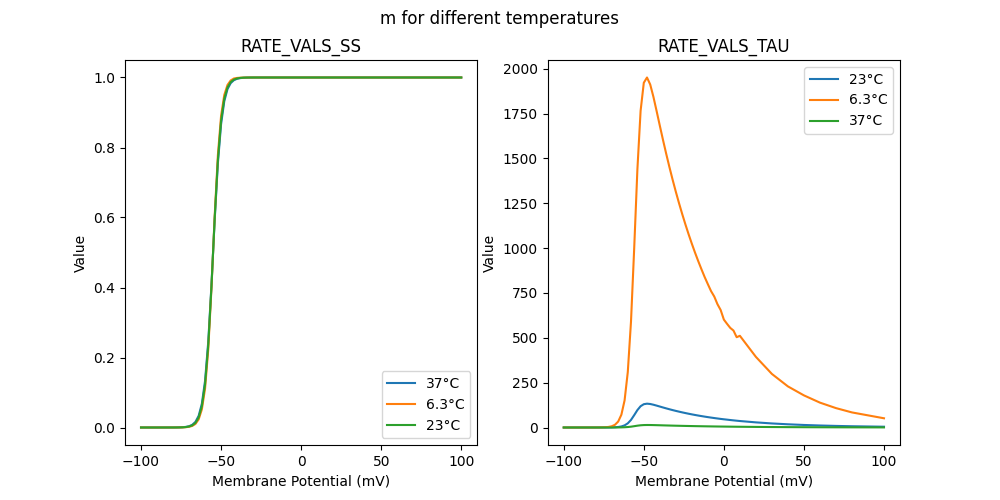 m for different temperatures
RATE_VALS_SS
1.0
0.8
0.6
0.4
0.2
0.0
Value
−100
−50
0
50
100
Membrane Potential (mV)
37°C
6.3°C
23°C
RATE_VALS_TAU
2000
1750
1500
1250
1000
750
500
250
0
Value
−100
−50
0
50
100
Membrane Potential (mV)
23°C
6.3°C
37°C